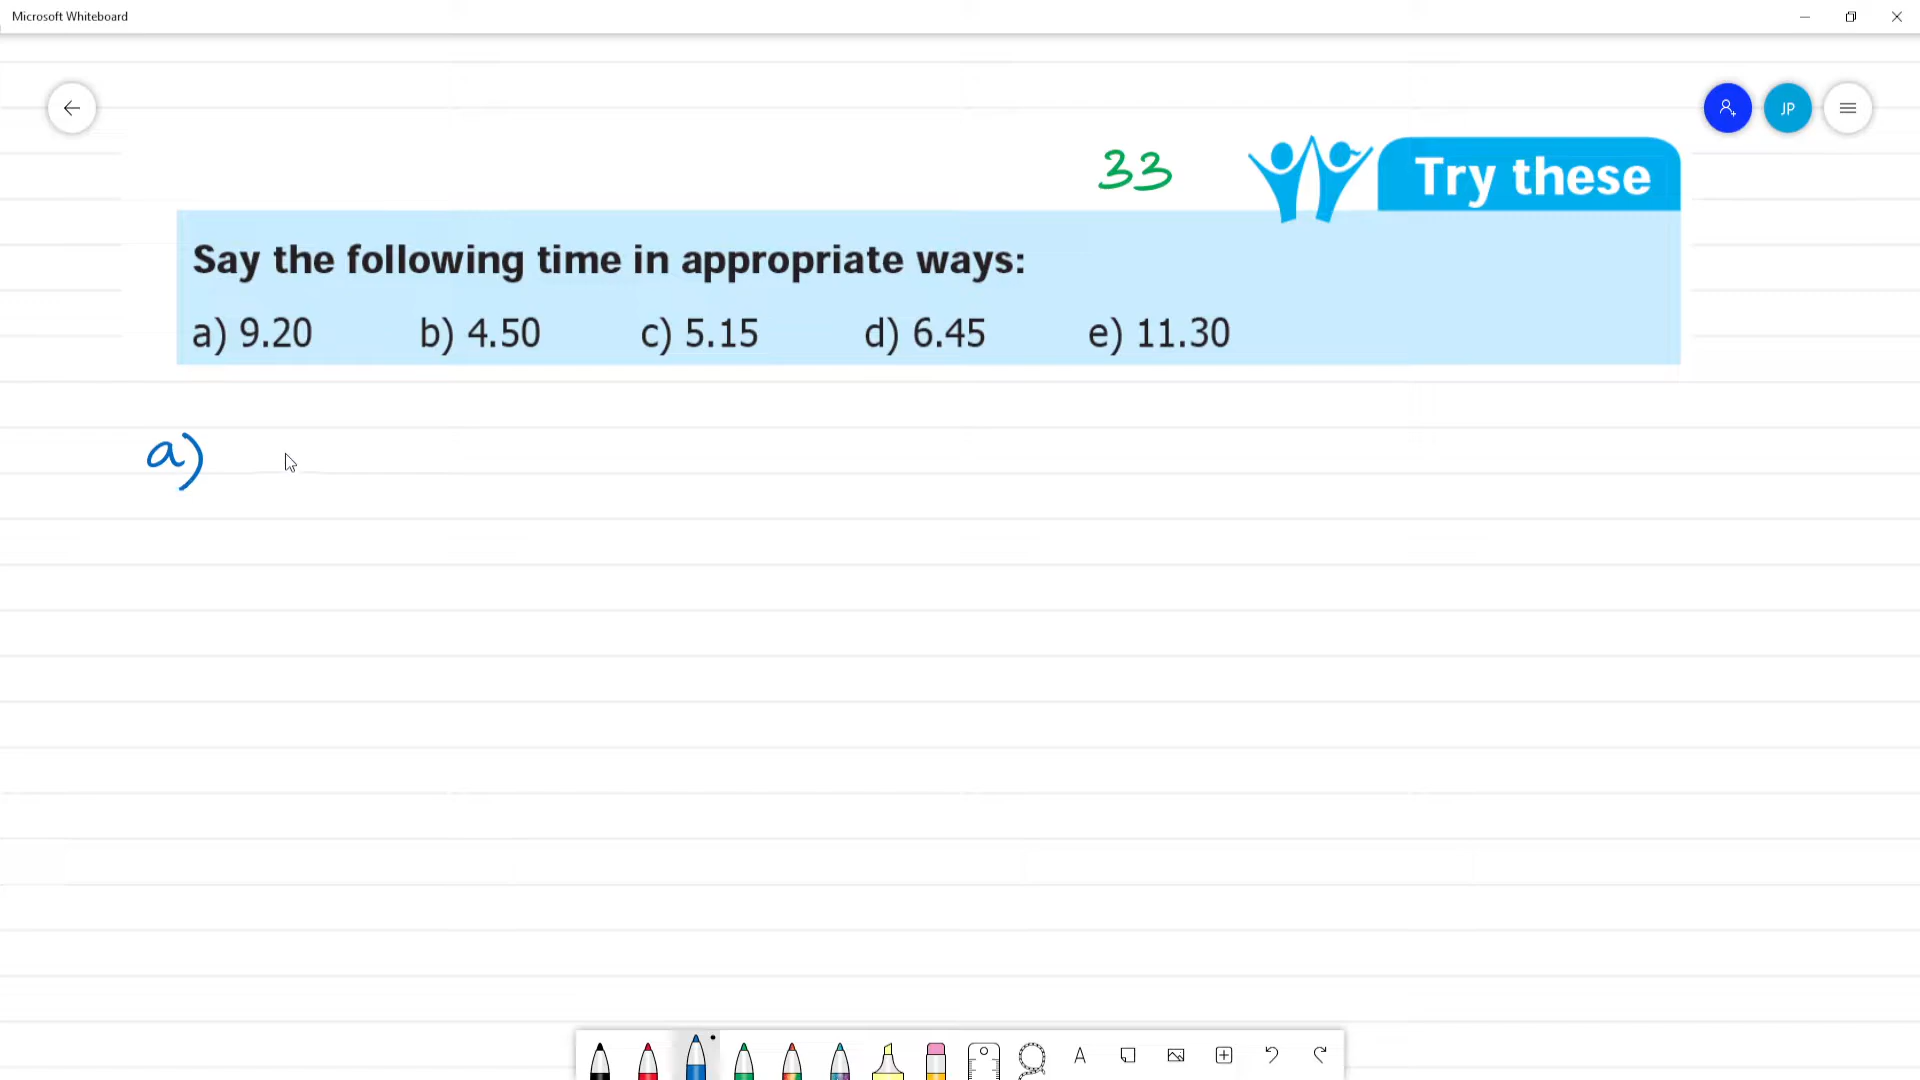 Microsoft Whiteboard
JP
33
Try these
Say the following time in appropriate ways:
a) 9.20 b) 4.50 c) 5.15 d) 6.45 e) 11.30
a)
A